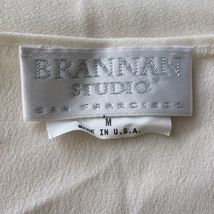 BRANNAN
STUDIO
SAN FRANCISCO
M
MADE IN U.S.A.